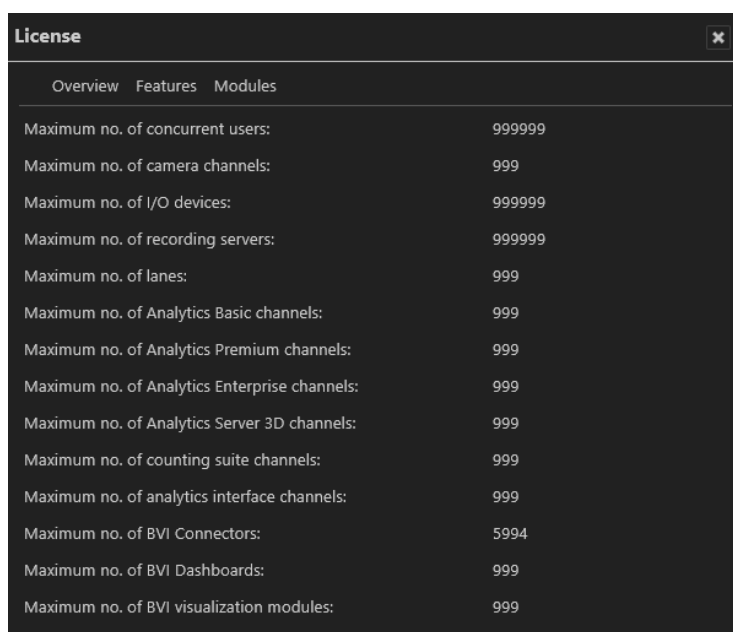 License
Overview Features Modules
Maximum no. of concurrent users: 999999
Maximum no. of camera channels: 999
Maximum no. of I/O devices: 999999
Maximum no. of recording servers: 999999
Maximum no. of lanes: 999
Maximum no. of Analytics Basic channels: 999
Maximum no. of Analytics Premium channels: 999
Maximum no. of Analytics Enterprise channels: 999
Maximum no. of Analytics Server 3D channels: 999
Maximum no. of counting suite channels: 999
Maximum no. of analytics interface channels: 999
Maximum no. of BVI Connectors: 5994
Maximum no. of BVI Dashboards: 999
Maximum no. of BVI visualization modules: 999